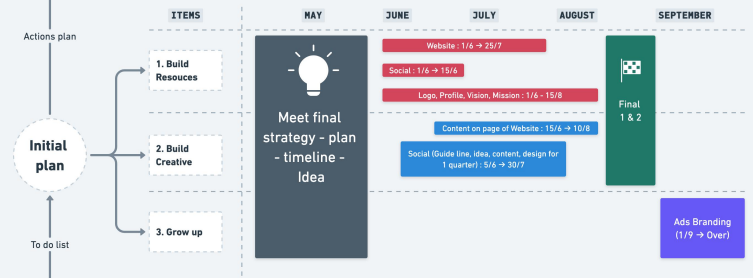 ITEMS
MAY
JUNE
JULY
AUGUST
SEPTEMBER
Actions plan
Initial
plan
To do list
1. Build
Resouces
2. Build
Creative
3. Grow up
Meet final
strategy - plan
- timeline -
Idea
Website : 1/6 → 25/7
Social : 1/6 → 15/6
Logo, Profile, Vision, Mission : 1/6 - 15/8
Content on page of Website : 15/6 → 10/8
Social (Guide line, idea, content, design for
1 quarter) : 5/6 → 30/7
Final
1 & 2
Ads Branding
(1/9 → Over)